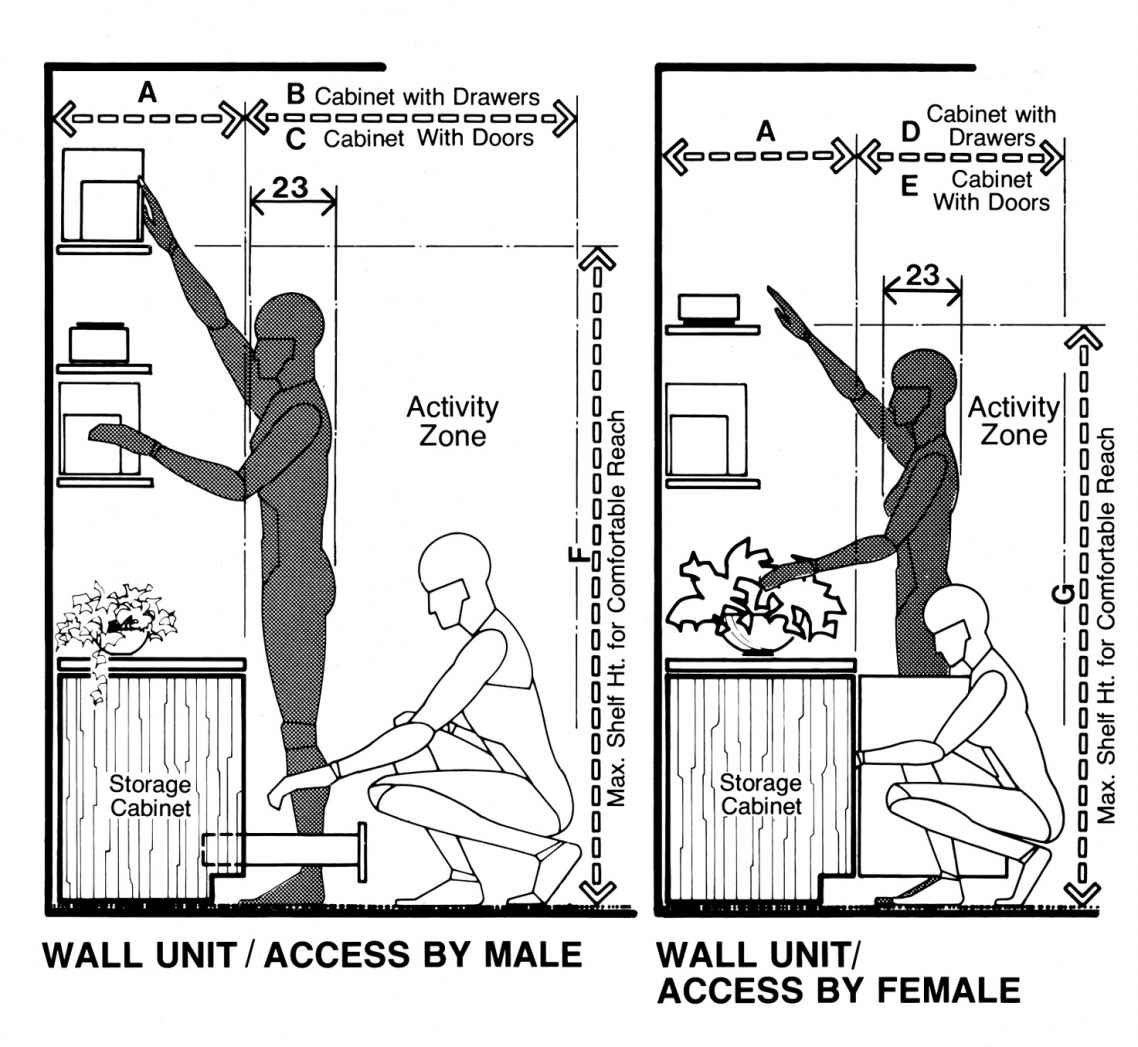 A
B Cabinet with Drawers
C Cabinet With Doors
23
Activity
Zone
F
Max. Shelf Ht. for Comfortable Reach
Storage
Cabinet
WALL UNIT / ACCESS BY MALE
A
D Cabinet with
Drawers
E Cabinet
With Doors
23
Activity
Zone
G
Max. Shelf Ht. for Comfortable Reach
Storage
Cabinet
WALL UNIT/
ACCESS BY FEMALE